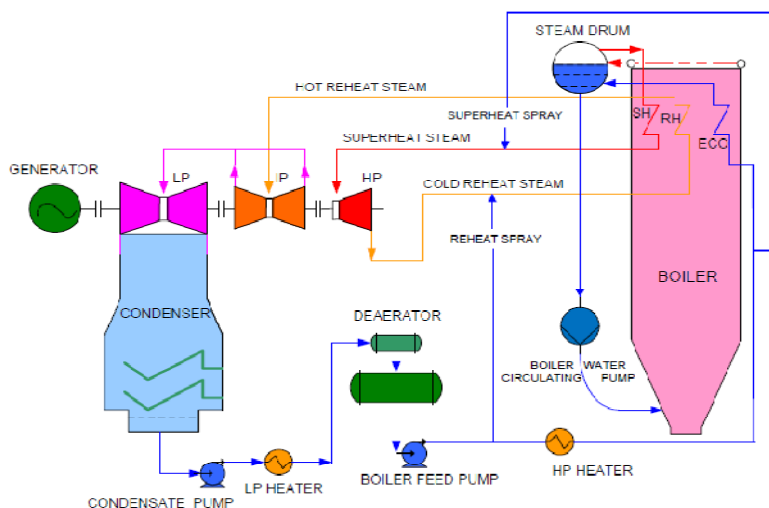 STEAM DRUM
HOT REHEAT STEAM
SUPERHEAT SPRAY
SH
RH
ECO
SUPERHEAT STEAM
GENERATOR
LP
IP
HP
COLD REHEAT STEAM
REHEAT SPRAY
BOILER
CONDENSER
DEAERATOR
BOILER WATER
CIRCULATING PUMP
LP HEATER
BOILER FEED PUMP
HP HEATER
CONDENSATE PUMP